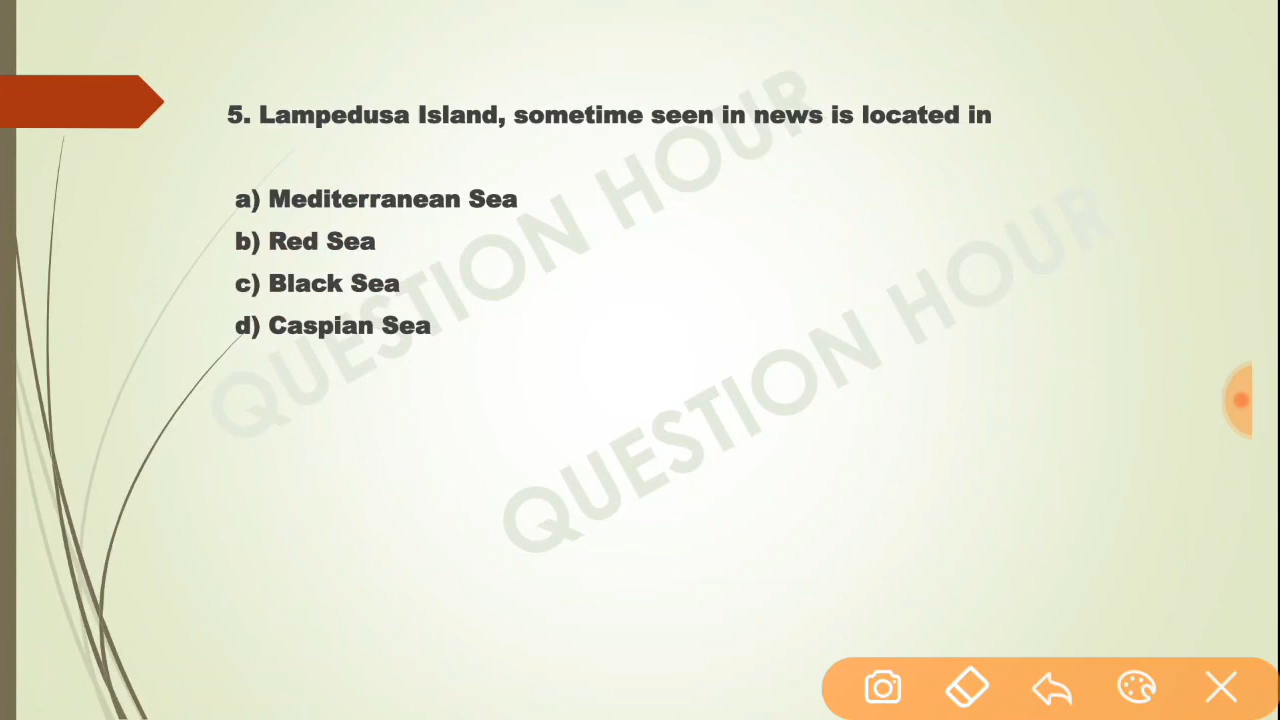 5. Lampedusa Island, sometime seen in news is located in
a) Mediterranean Sea
b) Red Sea
c) Black Sea
d) Caspian Sea
QUESTION HOUR
QUESTION HOUR